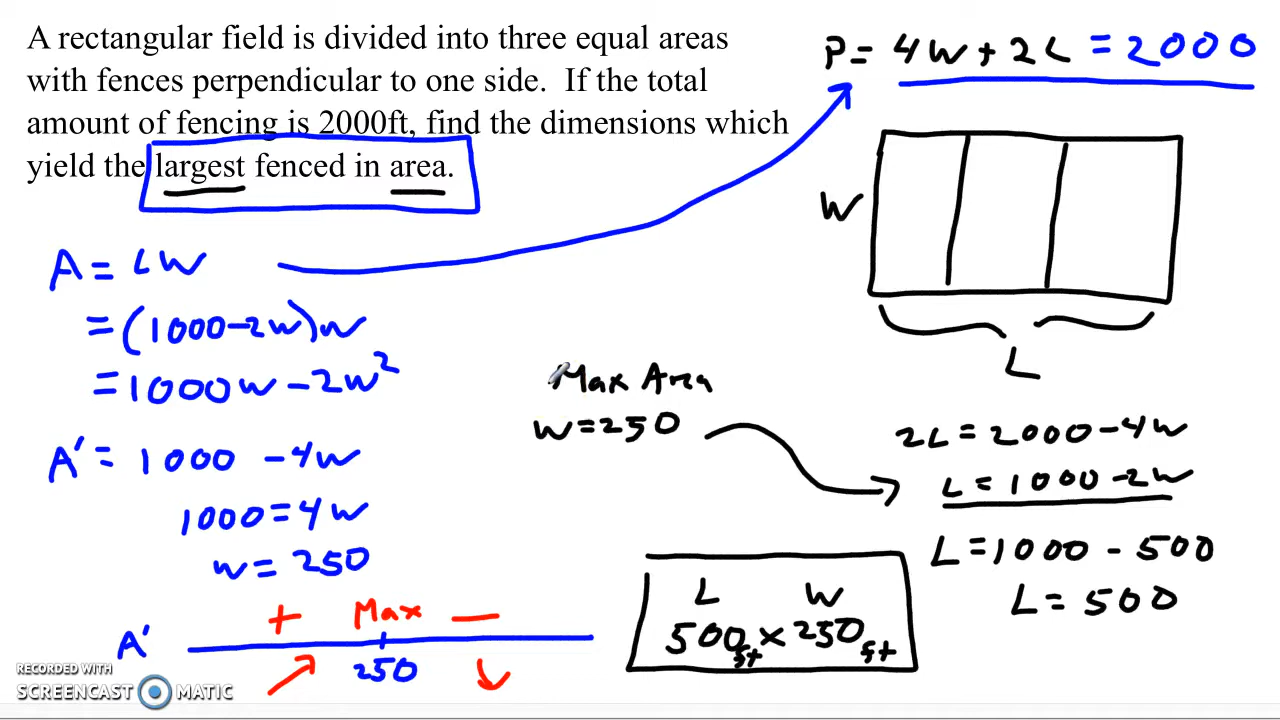 A rectangular field is divided into three equal areas
with fences perpendicular to one side. If the total
amount of fencing is 2000ft, find the dimensions which
yield the largest fenced in area.
P = 4W + 2L = 2000
W
L
A = LW
= (1000 - 2W)W
= 1000W - 2W²
A' = 1000 - 4W
1000 = 4W
W = 250
A' + Max −
250
Max Area
W = 250
2L = 2000 - 4W
L = 1000 - 2W
L = 1000 - 500
L = 500
L W
500ft x 250ft
RECORDED WITH
SCREENCAST MATIC